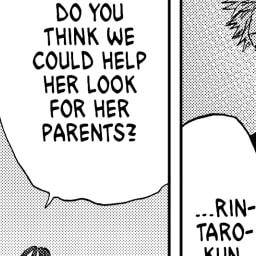 DO YOU
THINK WE
COULD HELP
HER LOOK
FOR HER
PARENTS?
...RIN-
TARO-
KUN